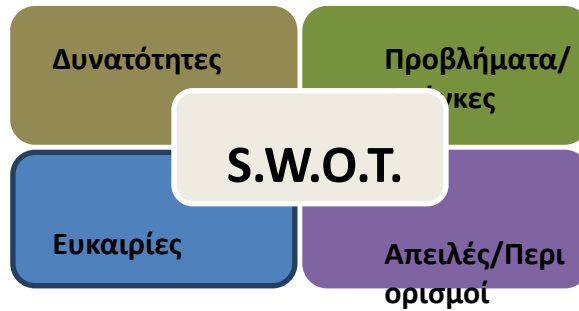 Δυνατότητες
Προβλήματα/
S.W.O.T.
Ευκαιρίες
Απειλές/Περι
ορισμοί